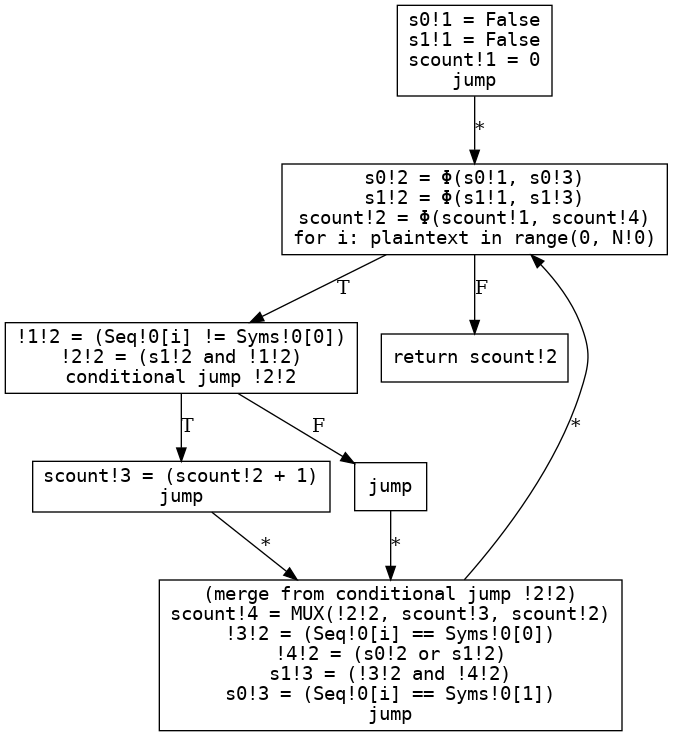 s0!1 = False
s1!1 = False
scount!1 = 0
jump
*
s0!2 = Φ(s0!1, s0!3)
s1!2 = Φ(s1!1, s1!3)
scount!2 = Φ(scount!1, scount!4)
for i: plaintext in range(0, N!0)
T
F
!1!2 = (Seq!0[i] != Syms!0[0])
!2!2 = (s1!2 and !1!2)
conditional jump !2!2
return scount!2
T
F
*
scount!3 = (scount!2 + 1)
jump
jump
*
*
(merge from conditional jump !2!2)
scount!4 = MUX(!2!2, scount!3, scount!2)
!3!2 = (Seq!0[i] == Syms!0[0])
!4!2 = (s0!2 or s1!2)
s1!3 = (!3!2 and !4!2)
s0!3 = (Seq!0[i] == Syms!0[1])
jump